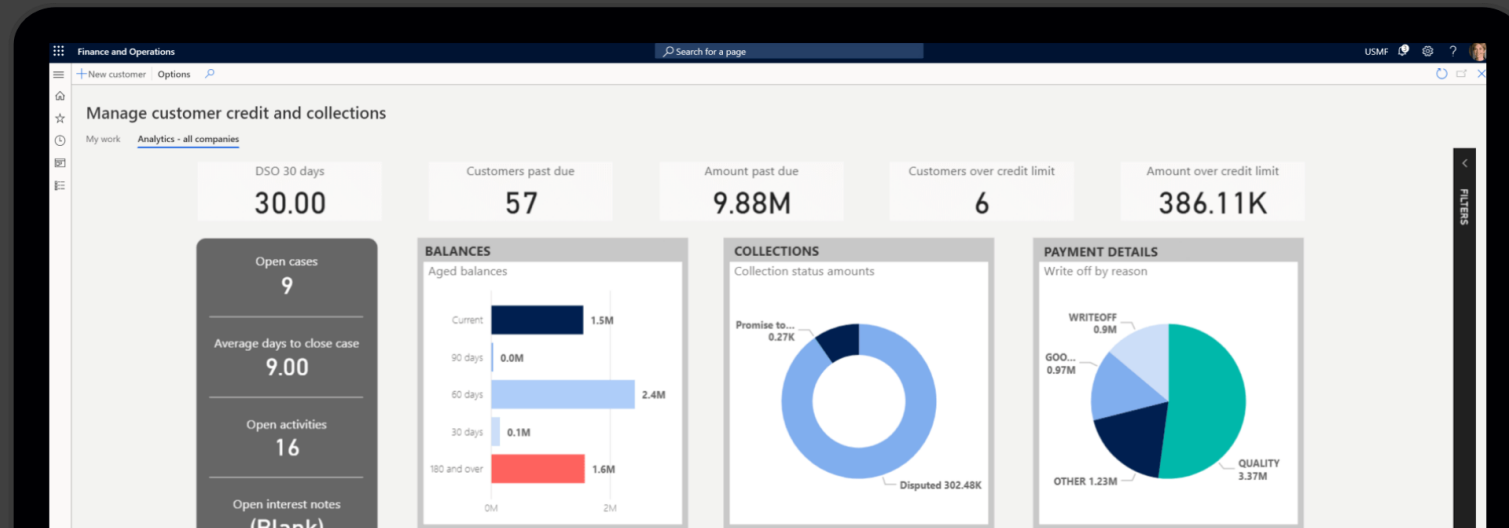 Finance and Operations
Search for a page
USMF
?
+New customer Options
Manage customer credit and collections
My work Analytics - all companies
DSO 30 days
30.00
Customers past due
57
Amount past due
9.88M
Customers over credit limit
6
Amount over credit limit
386.11K
FILTERS
Open cases
9
Average days to close case
9.00
Open activities
16
Open interest notes
(Blank)
BALANCES
Aged balances
Current 1.5M
90 days 0.0M
60 days 2.4M
30 days 0.1M
180 and over 1.6M
0M 2M
COLLECTIONS
Collection status amounts
Promise to...
0.27K
Disputed 302.48K
PAYMENT DETAILS
Write off by reason
WRITEOFF
0.9M
GOO...
0.97M
OTHER 1.23M
QUALITY
3.37M